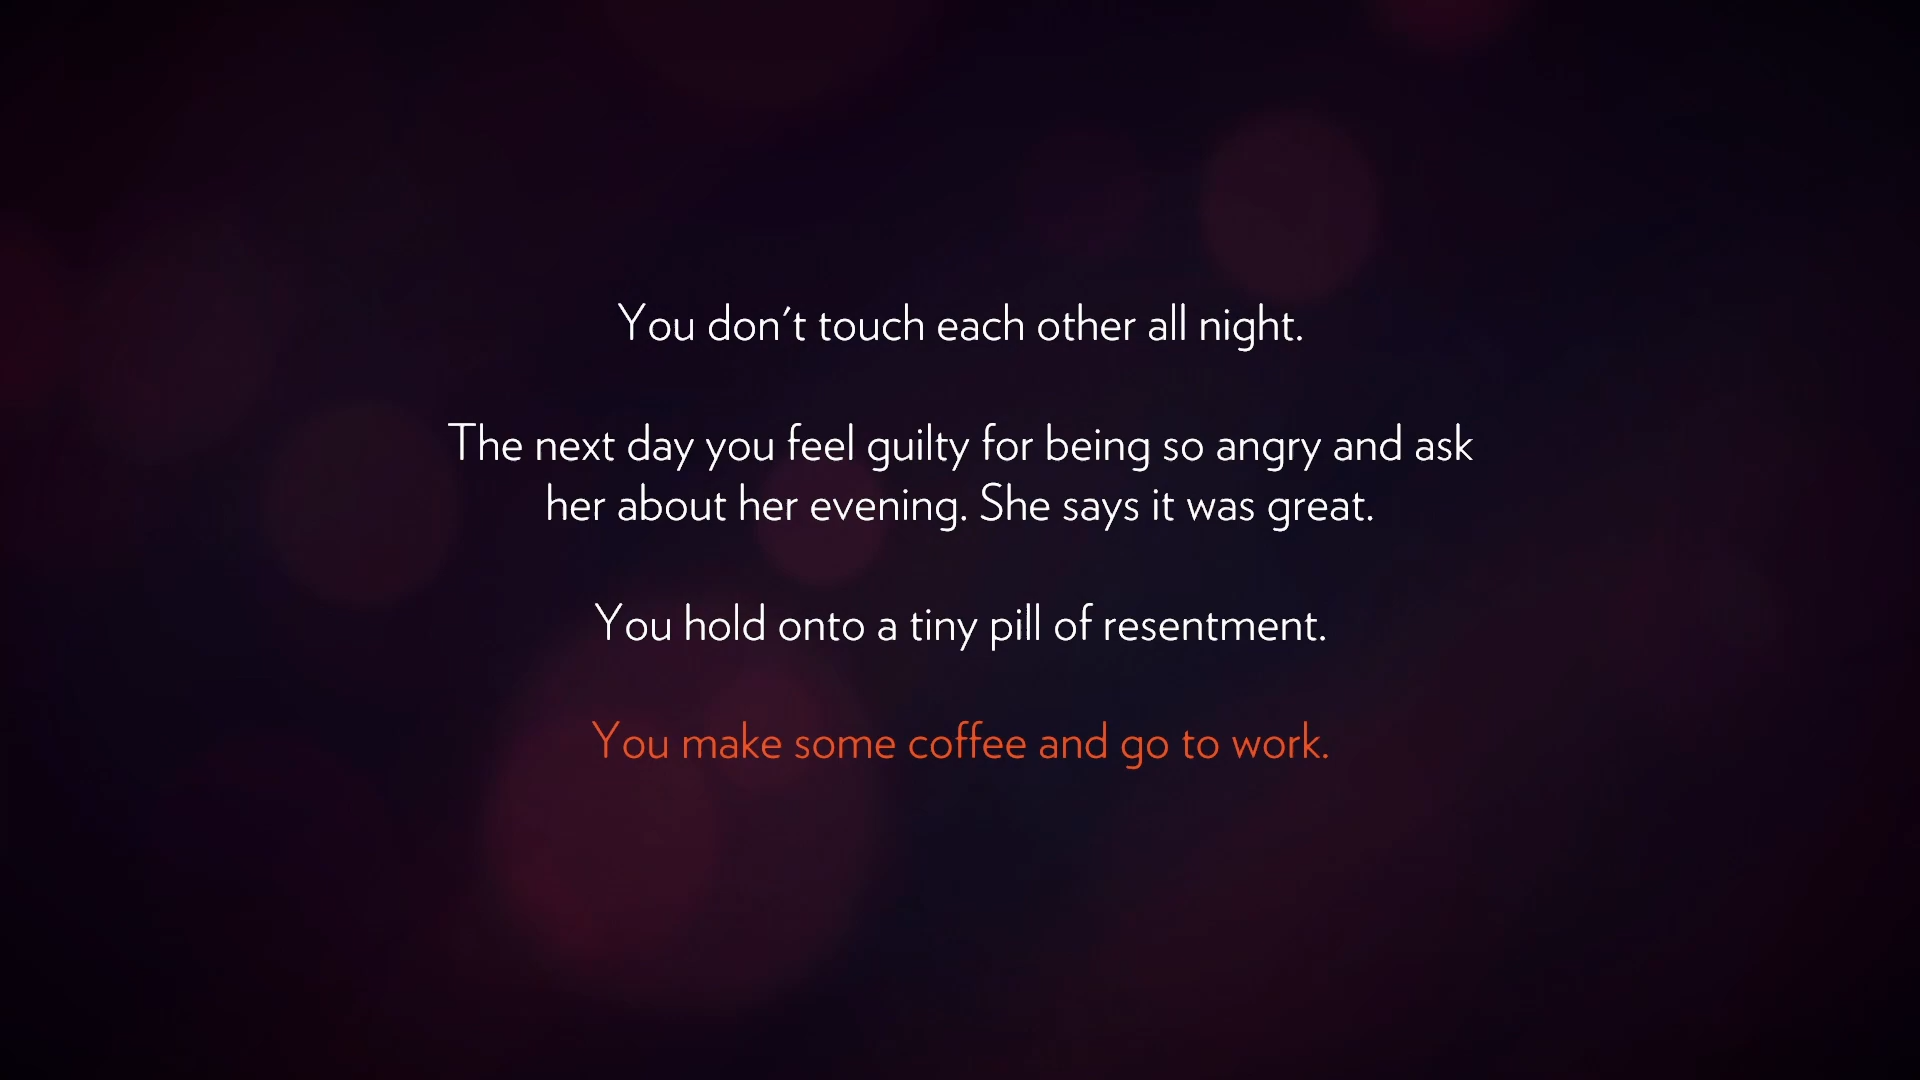 You don't touch each other all night.
The next day you feel guilty for being so angry and ask
her about her evening. She says it was great.
You hold onto a tiny pill of resentment.
You make some coffee and go to work.